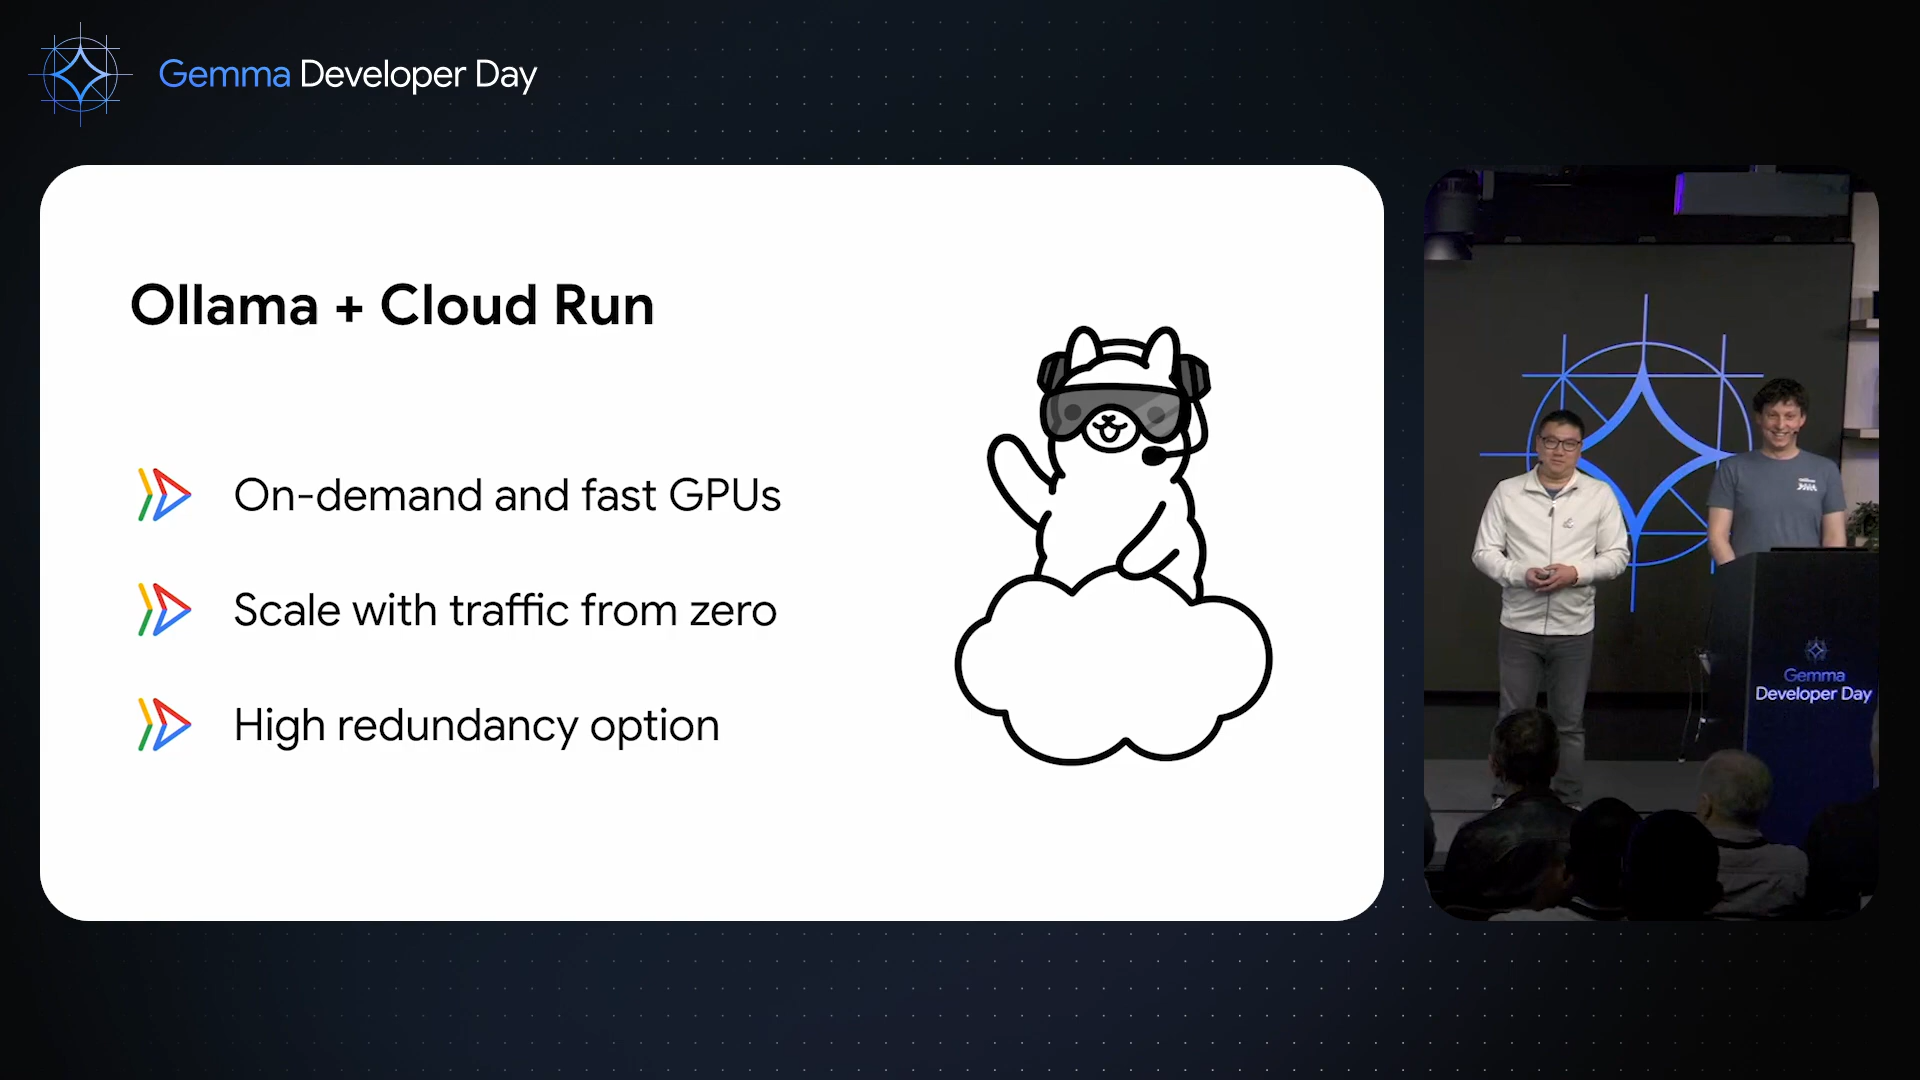 Gemma Developer Day
Ollama + Cloud Run
On-demand and fast GPUs
Scale with traffic from zero
High redundancy option
Gemma
Developer Day